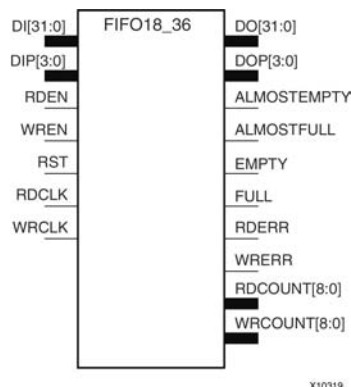 FIFO18_36
DI[31:0]
DIP[3:0]
RDEN
WREN
RST
RDCLK
WRCLK
DO[31:0]
DOP[3:0]
ALMOSTEMPTY
ALMOSTFULL
EMPTY
FULL
RDERR
WRERR
RDCOUNT[8:0]
WRCOUNT[8:0]
X10319